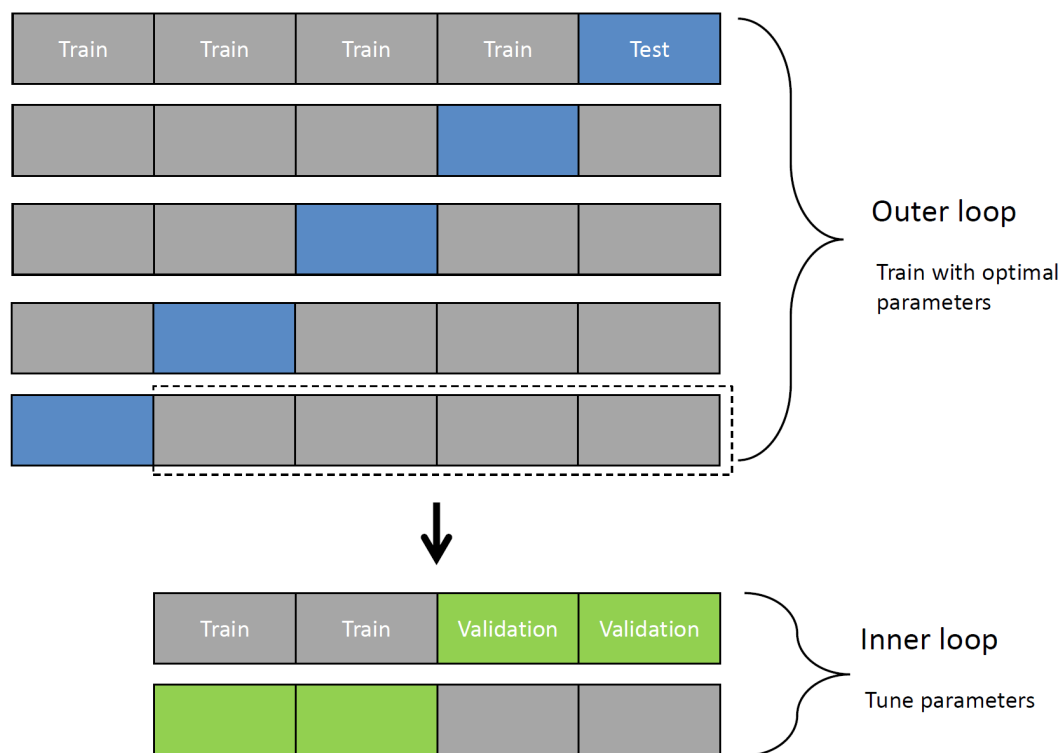 Train Train Train Train Test
Outer loop
Train with optimal
parameters
Train Train Validation Validation
Inner loop
Tune parameters